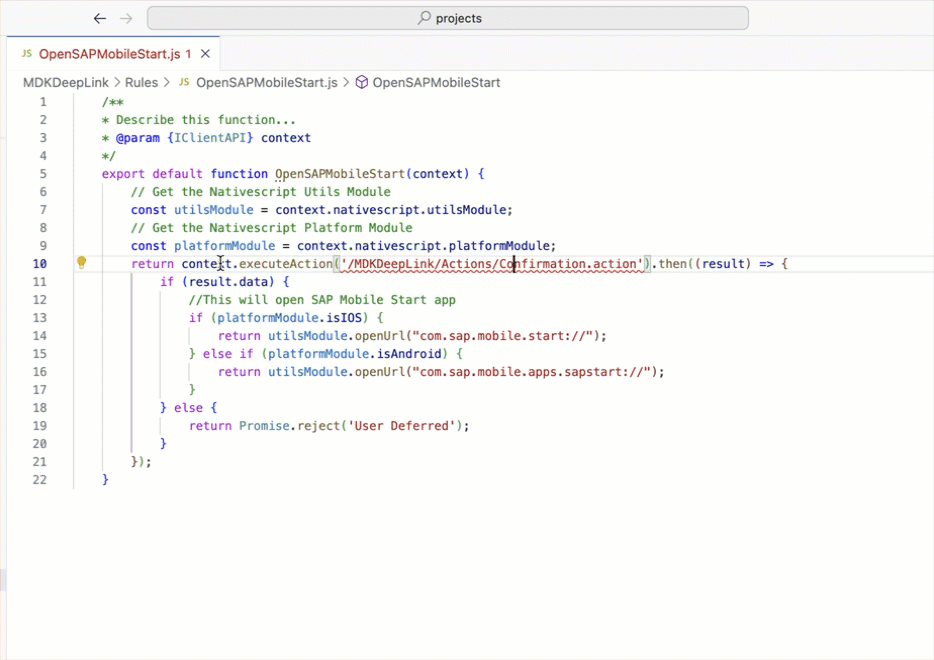 projects
JS OpenSAPMobileStart.js 1
MDKDeepLink > Rules > JS OpenSAPMobileStart.js > OpenSAPMobileStart
1 /**
2 * Describe this function...
3 * @param {IClientAPI} context
4 */
5 export default function OpenSAPMobileStart(context) {
6 // Get the Nativescript Utils Module
7 const utilsModule = context.nativescript.utilsModule;
8 // Get the Nativescript Platform Module
9 const platformModule = context.nativescript.platformModule;
10 return context.executeAction('/MDKDeepLink/Actions/Confirmation.action').then((result) => {
11 if (result.data) {
12 //This will open SAP Mobile Start app
13 if (platformModule.isIOS) {
14 return utilsModule.openUrl("com.sap.mobile.start://");
15 } else if (platformModule.isAndroid) {
16 return utilsModule.openUrl("com.sap.mobile.apps.sapstart://");
17 }
18 } else {
19 return Promise.reject('User Deferred');
20 }
21 });
22 }